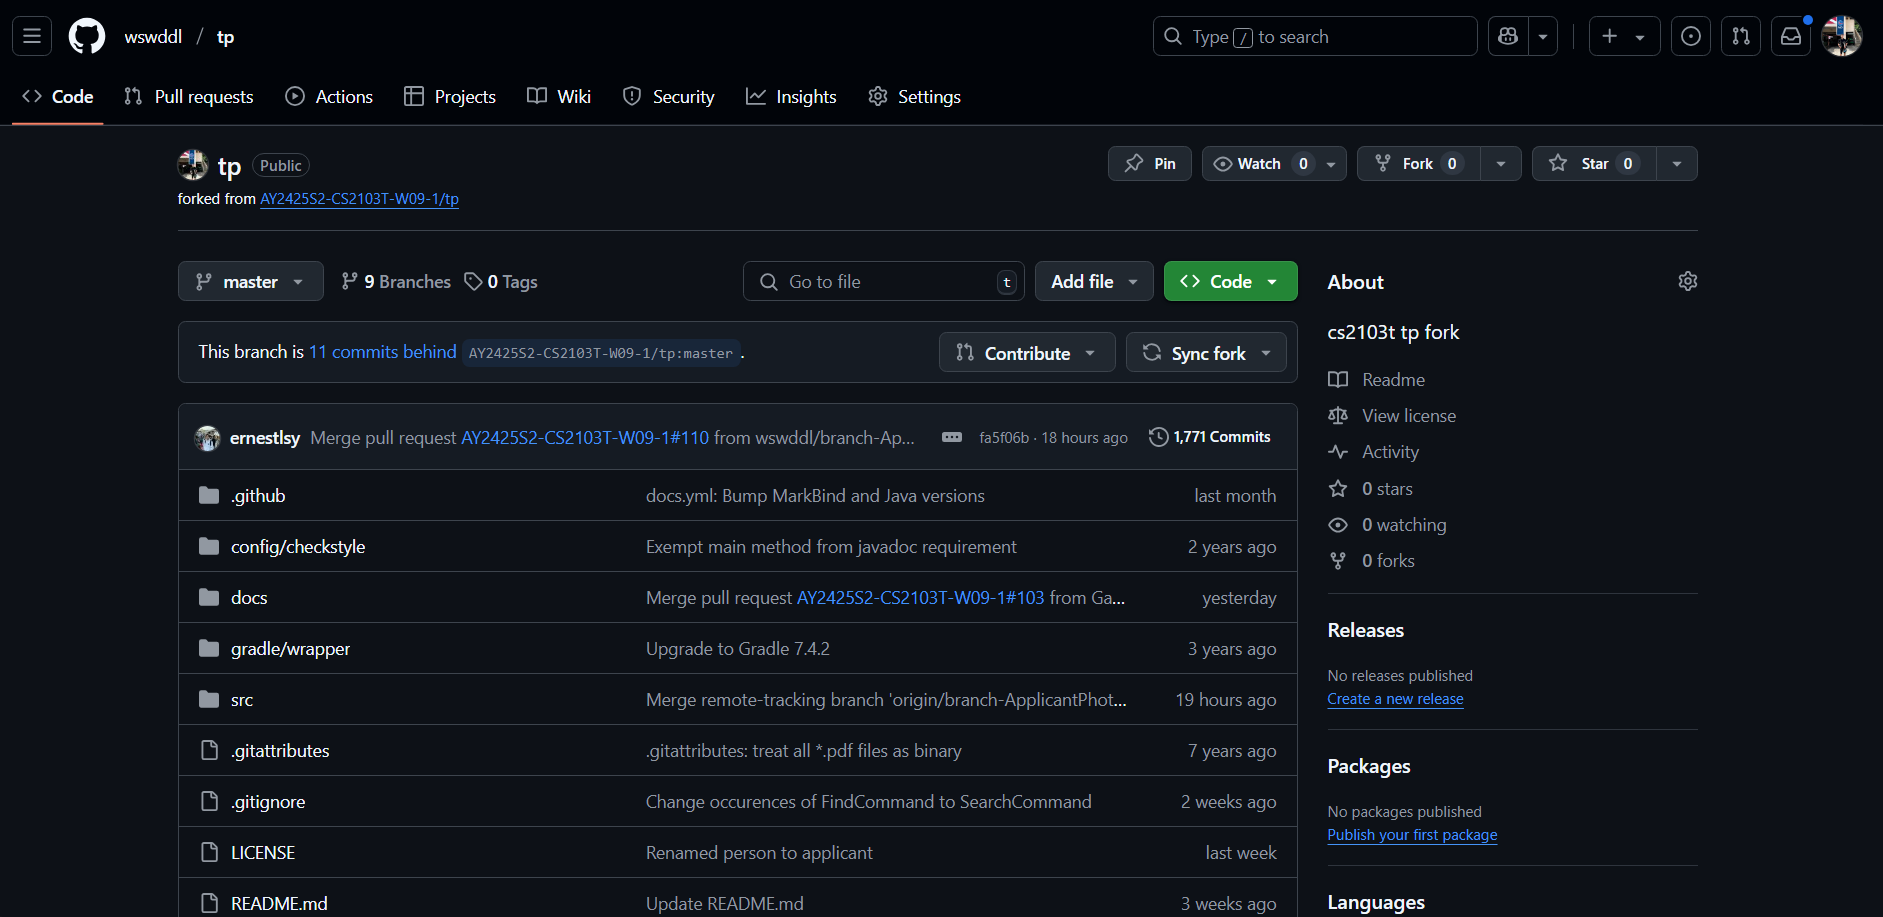 wswddl / tp
Type / to search
Code
Pull requests
Actions
Projects
Wiki
Security
Insights
Settings
tp Public
forked from AY2425S2-CS2103T-W09-1/tp
Pin
Watch 0
Fork 0
Star 0
master
9 Branches
0 Tags
Go to file t
Add file
Code
This branch is 11 commits behind AY2425S2-CS2103T-W09-1/tp:master .
Contribute
Sync fork
ernestlsy Merge pull request AY2425S2-CS2103T-W09-1#110 from wswddl/branch-Ap... fa5f06b · 18 hours ago 1,771 Commits
.github docs.yml: Bump MarkBind and Java versions last month
config/checkstyle Exempt main method from javadoc requirement 2 years ago
docs Merge pull request AY2425S2-CS2103T-W09-1#103 from Ga... yesterday
gradle/wrapper Upgrade to Gradle 7.4.2 3 years ago
src Merge remote-tracking branch 'origin/branch-ApplicantPhot... 19 hours ago
.gitattributes .gitattributes: treat all *.pdf files as binary 7 years ago
.gitignore Change occurences of FindCommand to SearchCommand 2 weeks ago
LICENSE Renamed person to applicant last week
README.md Update README.md 3 weeks ago
About
cs2103t tp fork
Readme
View license
Activity
0 stars
0 watching
0 forks
Releases
No releases published
Create a new release
Packages
No packages published
Publish your first package
Languages